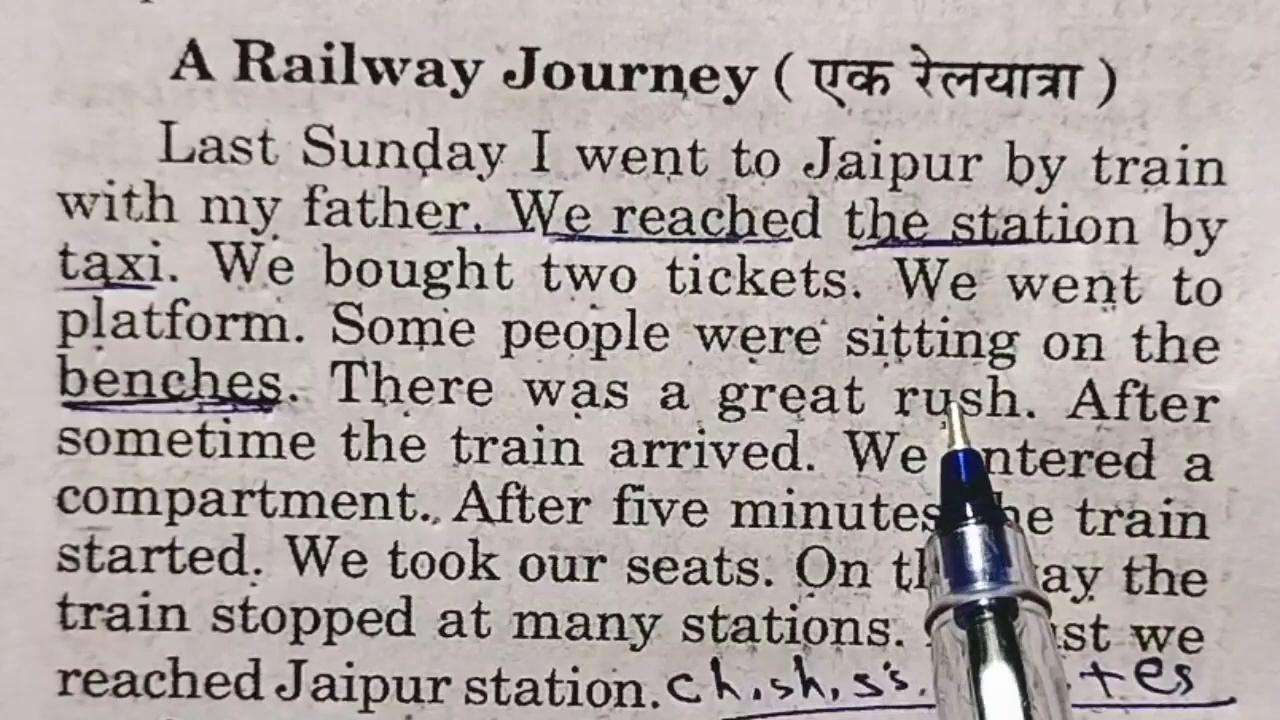 A Railway Journey ( एक रेलयात्रा )
Last Sunday I went to Jaipur by train
with my father. We reached the station by
taxi. We bought two tickets. We went to
platform. Some people were sitting on the
benches. There was a great rush. After
sometime the train arrived. We entered a
compartment. After five minutes the train
started. We took our seats. On the way the
train stopped at many stations. we
reached Jaipur station. ch, sh, ss, +es